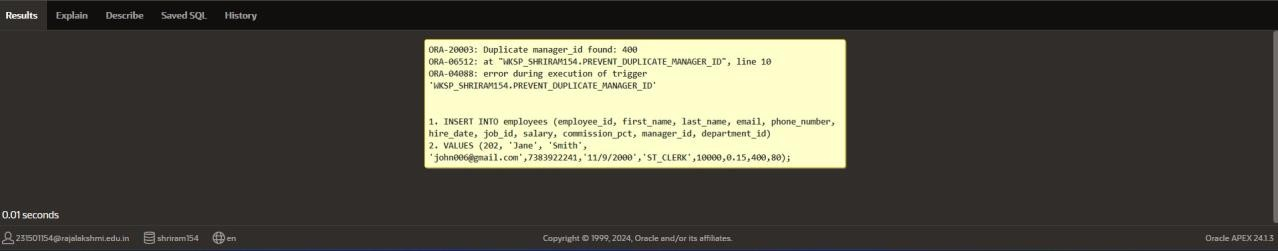 Results Explain Describe Saved SQL History
ORA-20003: Duplicate manager_id found: 400
ORA-06512: at "WKSP_SHRIRAM154.PREVENT_DUPLICATE_MANAGER_ID", line 10
ORA-04088: error during execution of trigger
'WKSP_SHRIRAM154.PREVENT_DUPLICATE_MANAGER_ID'
1. INSERT INTO employees (employee_id, first_name, last_name, email, phone_number,
hire_date, job_id, salary, commission_pct, manager_id, department_id)
2. VALUES (202, 'Jane', 'Smith',
'john006@gmail.com',7383922241,'11/9/2000','ST_CLERK',10000,0.15,400,80);
0.01 seconds
231501154@rajalakshmi.edu.in shriram154 en Copyright © 1999, 2024, Oracle and/or its affiliates. Oracle APEX 24.1.3